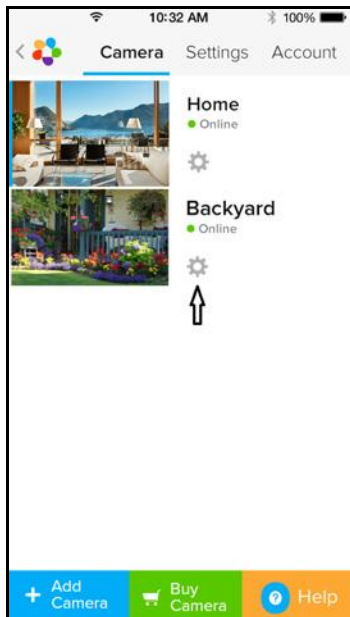 10:32 AM 100%
Camera Settings Account
Home
Online
Backyard
Online
Add
Camera
Buy
Camera
Help